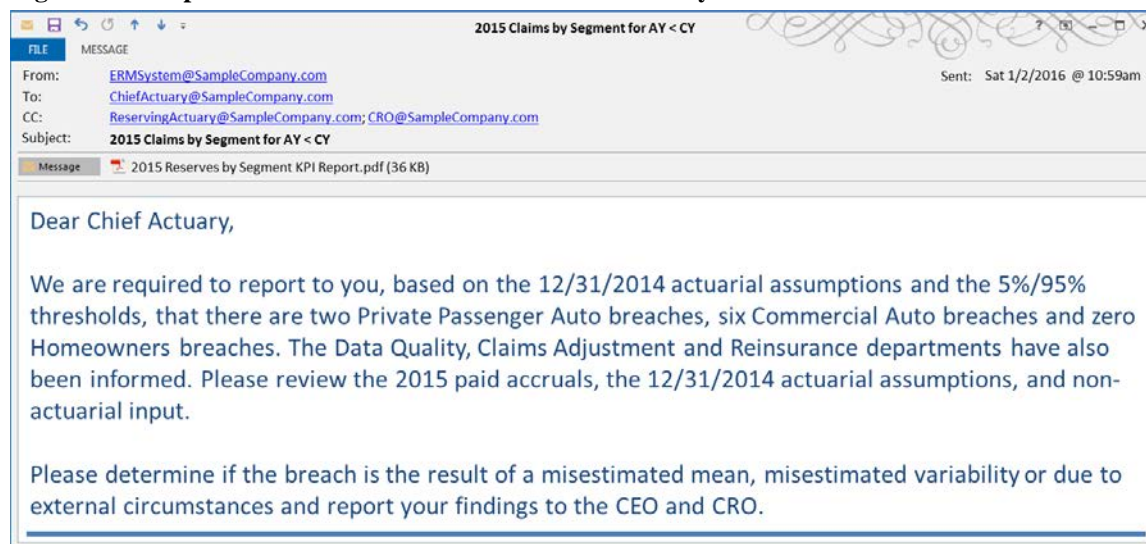 2015 Claims by Segment for AY < CY
FILE MESSAGE
From: ERMSystem@SampleCompany.com Sent: Sat 1/2/2016 @ 10:59am
To: ChiefActuary@SampleCompany.com
CC: ReservingActuary@SampleCompany.com; CRO@SampleCompany.com
Subject: 2015 Claims by Segment for AY < CY
Message 2015 Reserves by Segment KPI Report.pdf (36 KB)
Dear Chief Actuary,
We are required to report to you, based on the 12/31/2014 actuarial assumptions and the 5%/95%
thresholds, that there are two Private Passenger Auto breaches, six Commercial Auto breaches and zero
Homeowners breaches. The Data Quality, Claims Adjustment and Reinsurance departments have also
been informed. Please review the 2015 paid accruals, the 12/31/2014 actuarial assumptions, and non-
actuarial input.
Please determine if the breach is the result of a misestimated mean, misestimated variability or due to
external circumstances and report your findings to the CEO and CRO.